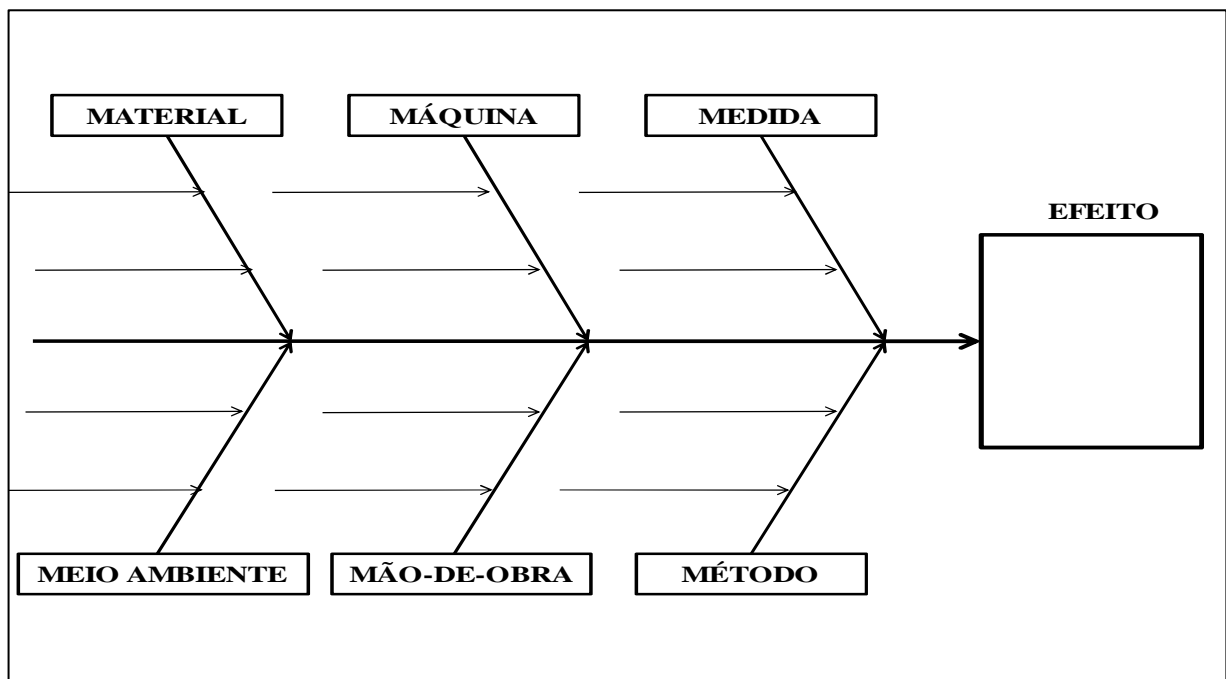 MATERIAL
MÁQUINA
MEDIDA
EFEITO
MEIO AMBIENTE
MÃO-DE-OBRA
MÉTODO